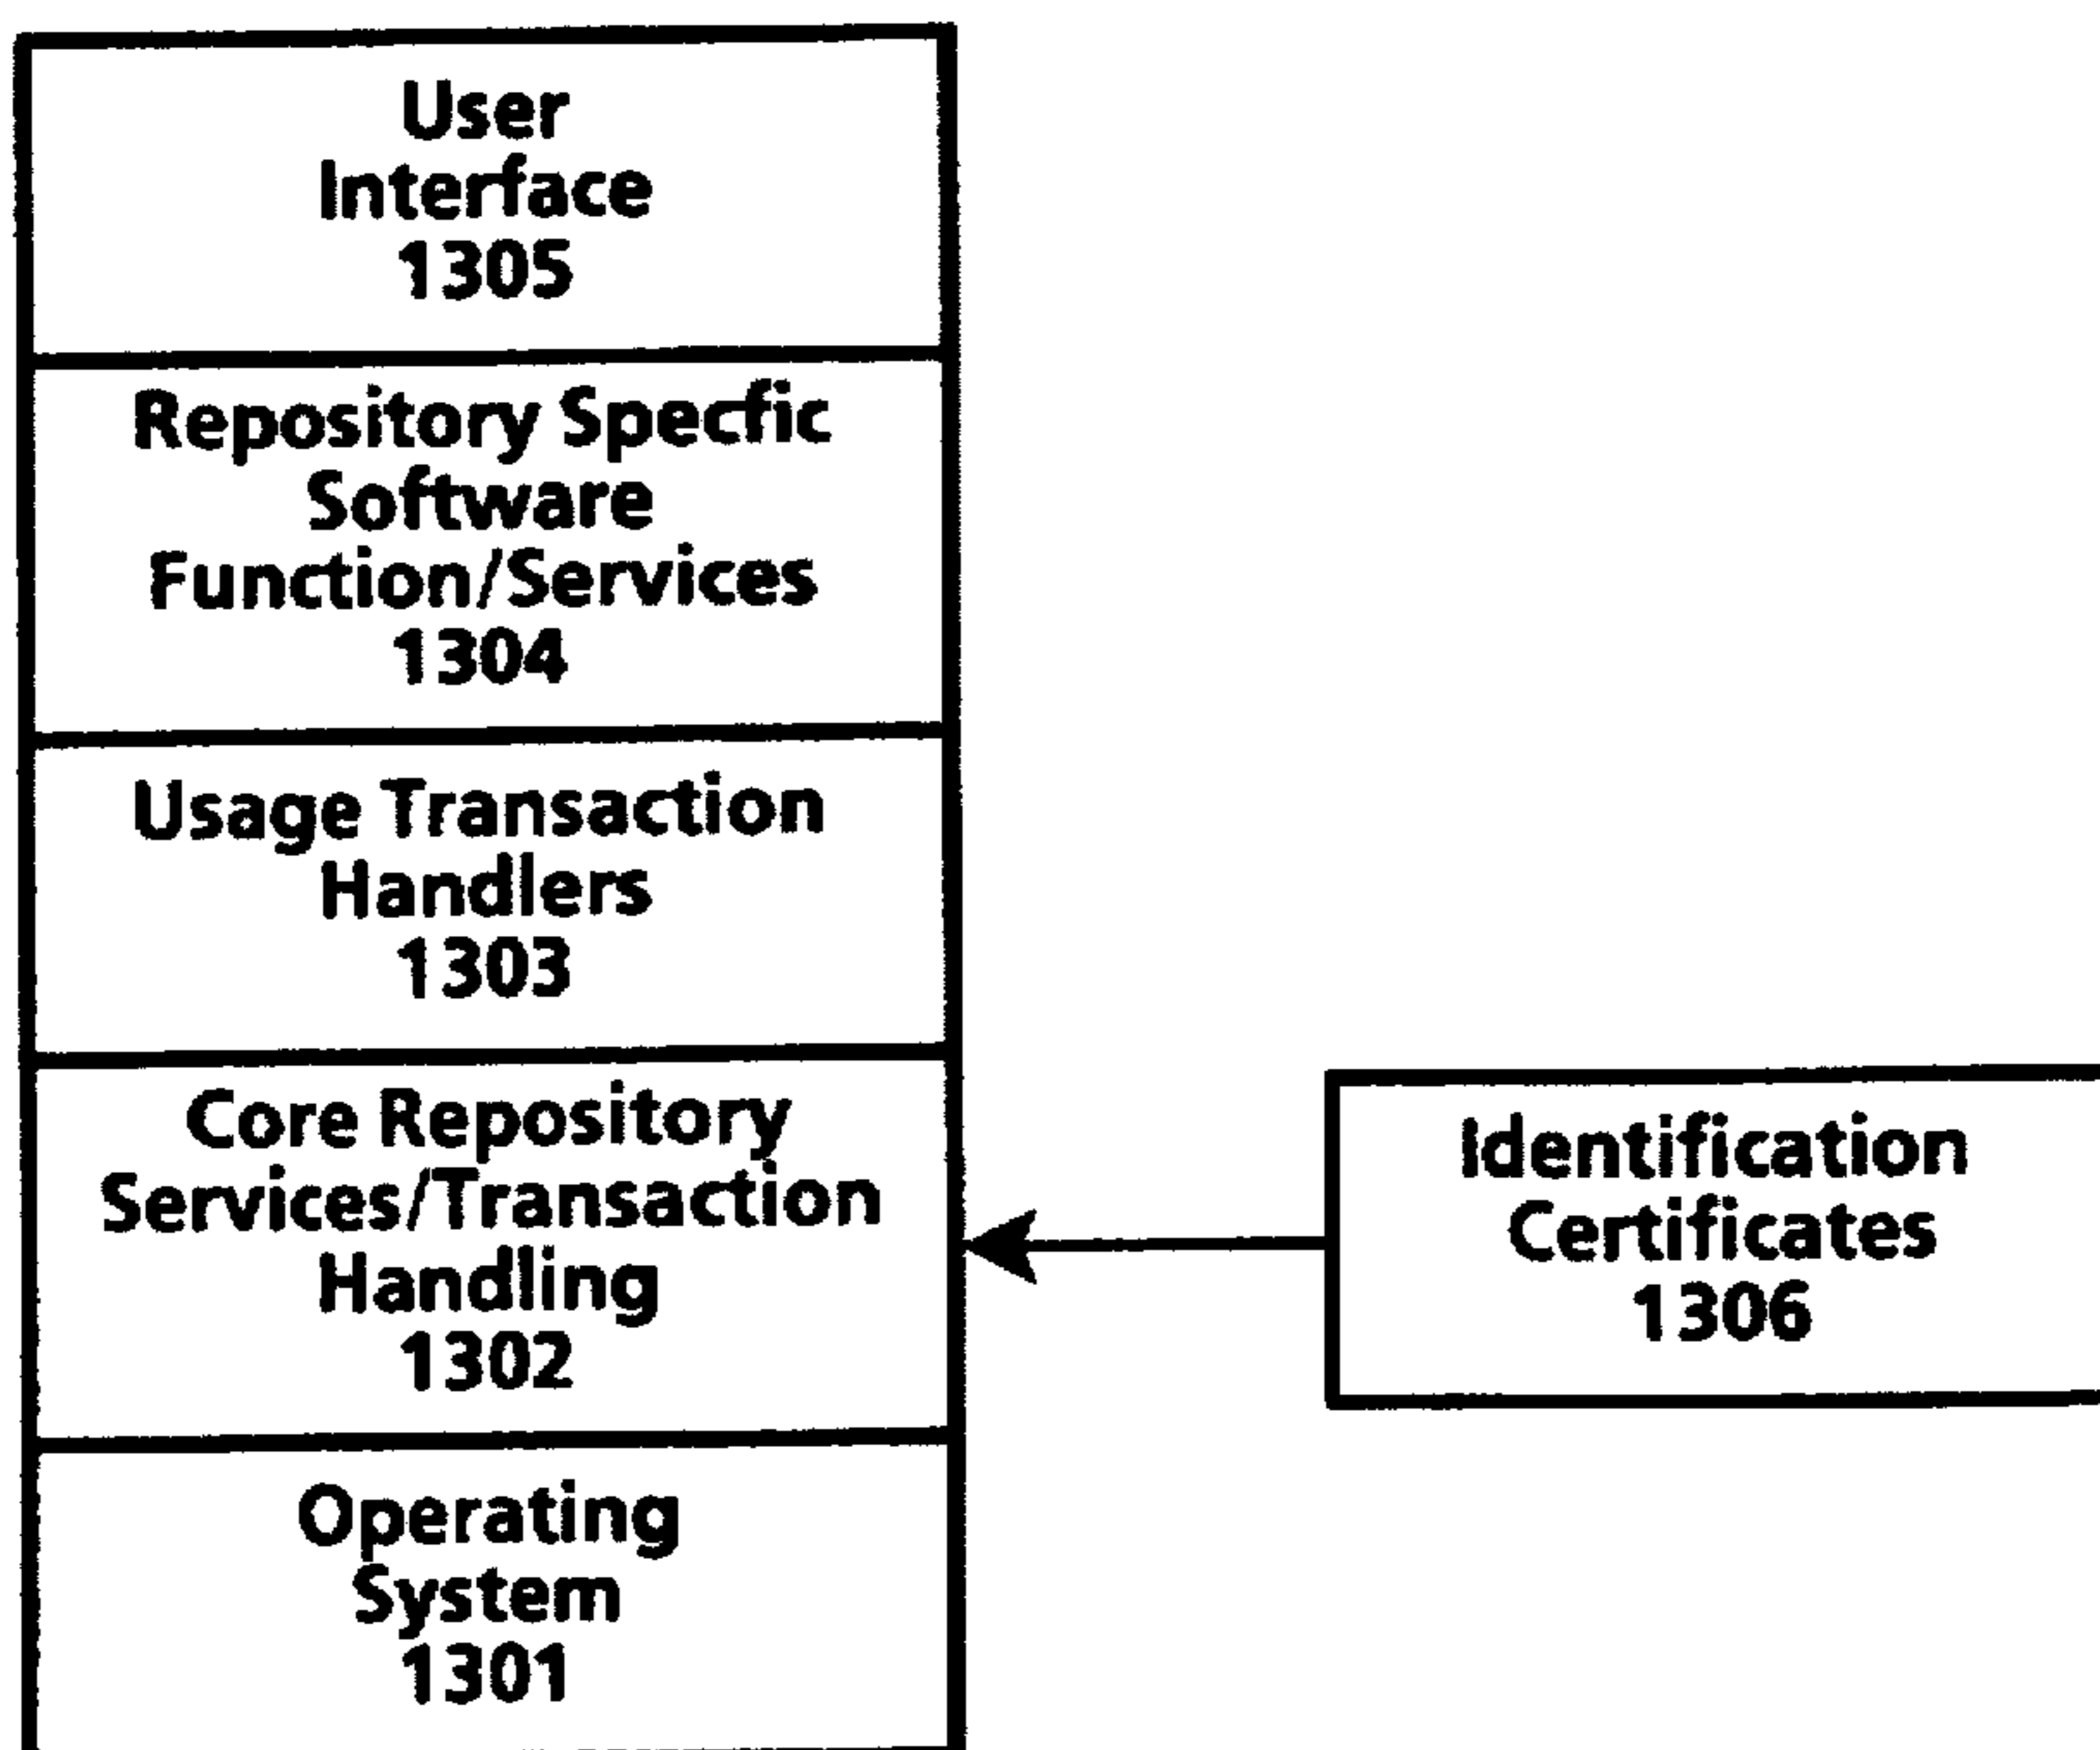 User
Interface
1305
Repository Specfic
Software
Function/Services
1304
Usage Transaction
Handlers
1303
Core Repository
Services/Transaction
Handling
1302
Operating
System
1301
Identification
Certificates
1306